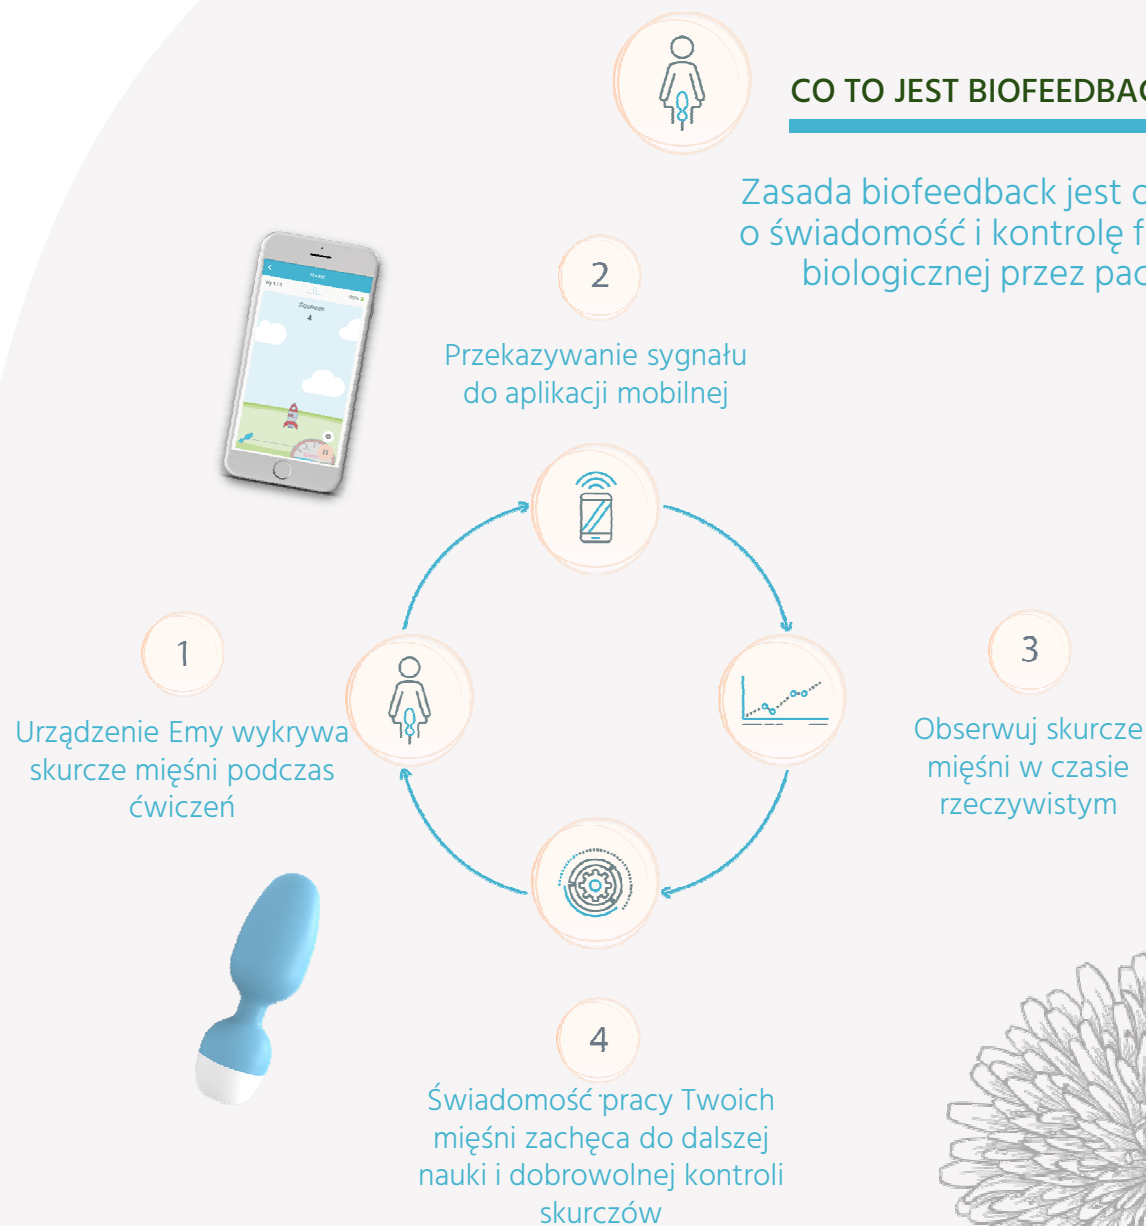 CO TO JEST BIOFEEDBAC
Zasada biofeedback jest o
o świadomość i kontrolę f
biologicznej przez pac
2
Przekazywanie sygnału
do aplikacji mobilnej
1
Urządzenie Emy wykrywa
skurcze mięśni podczas
ćwiczeń
3
Obserwuj skurcze
mięśni w czasie
rzeczywistym
4
Świadomość pracy Twoich
mięśni zachęca do dalszej
nauki i dobrowolnej kontroli
skurczów